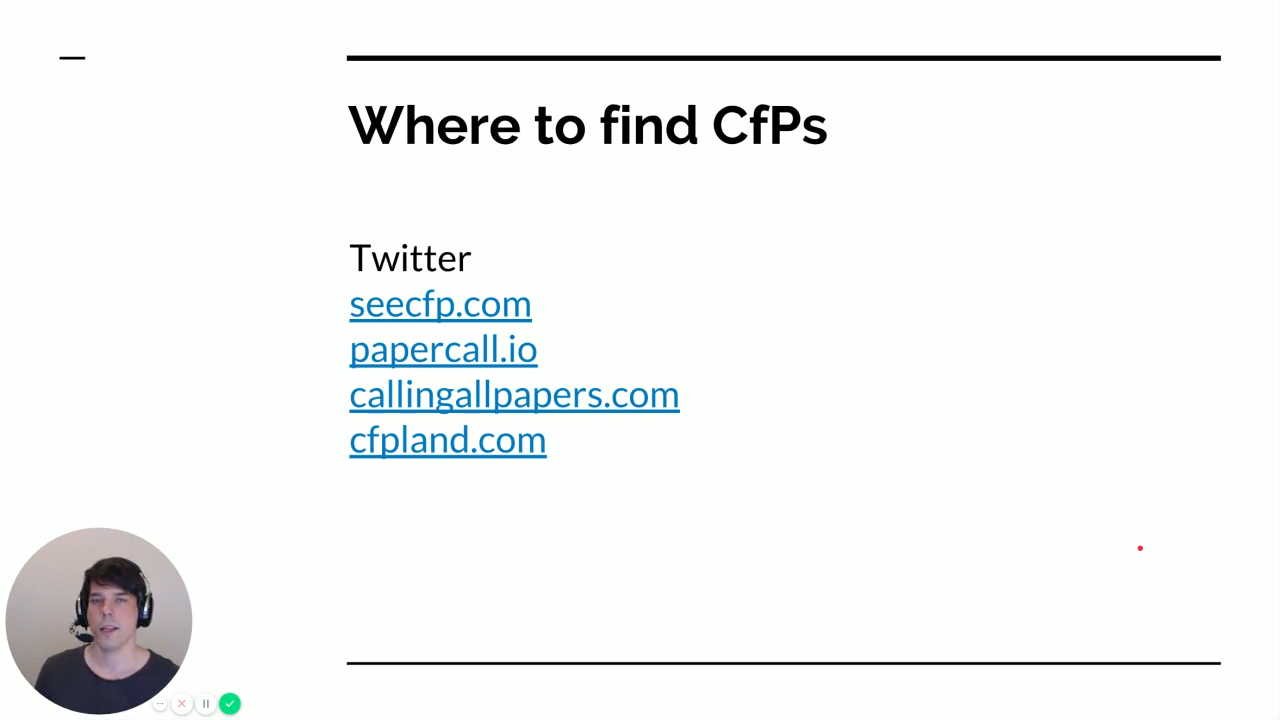 Where to find CfPs
Twitter
seecfp.com
papercall.io
callingallpapers.com
cfpland.com